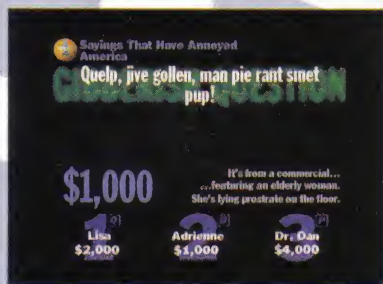 2
Sayings That Have Annoyed
America
GIBBERISH QUESTION
Quelp, jive gollen, man pie rant smet
pup!
$1,000
It's from a commercial...
...featuring an elderly woman.
She's lying prostrate on the floor.
1 2 3
Lisa Adrienne Dr. Dan
$2,000 $1,000 $4,000